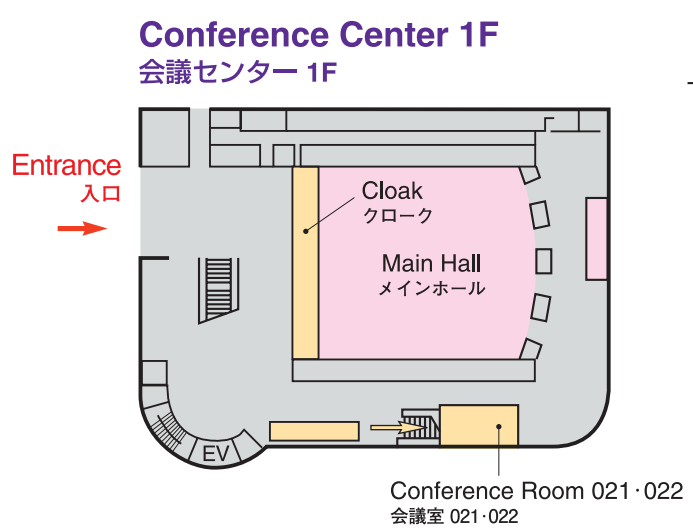 Conference Center 1F
会議センター 1F
Entrance
入口
Cloak
クローク
Main Hall
メインホール
EV
Conference Room 021·022
会議室 021·022